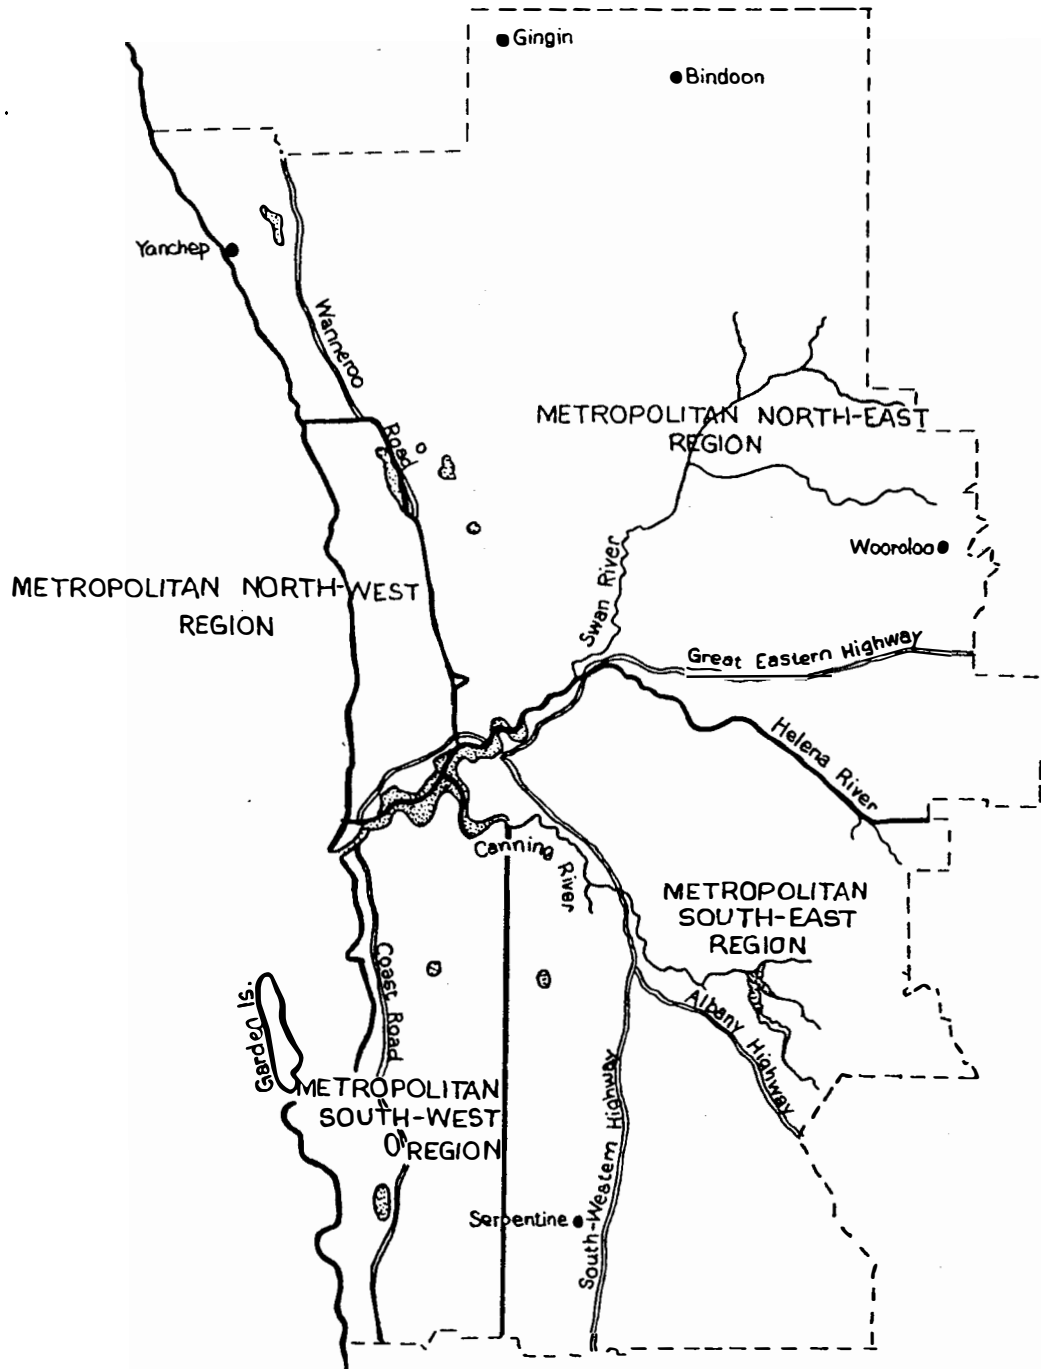 Gingin
Bindoon
Yanchep
Wanneroo
Road
METROPOLITAN NORTH-EAST
REGION
Wooroloo
Swan River
METROPOLITAN NORTH-WEST
REGION
Great Eastern Highway
Helena River
Canning
River
METROPOLITAN
SOUTH-EAST
REGION
Coast Road
Garden Is.
Albany Highway
METROPOLITAN
SOUTH-WEST
REGION
South-Western Highway
Serpentine